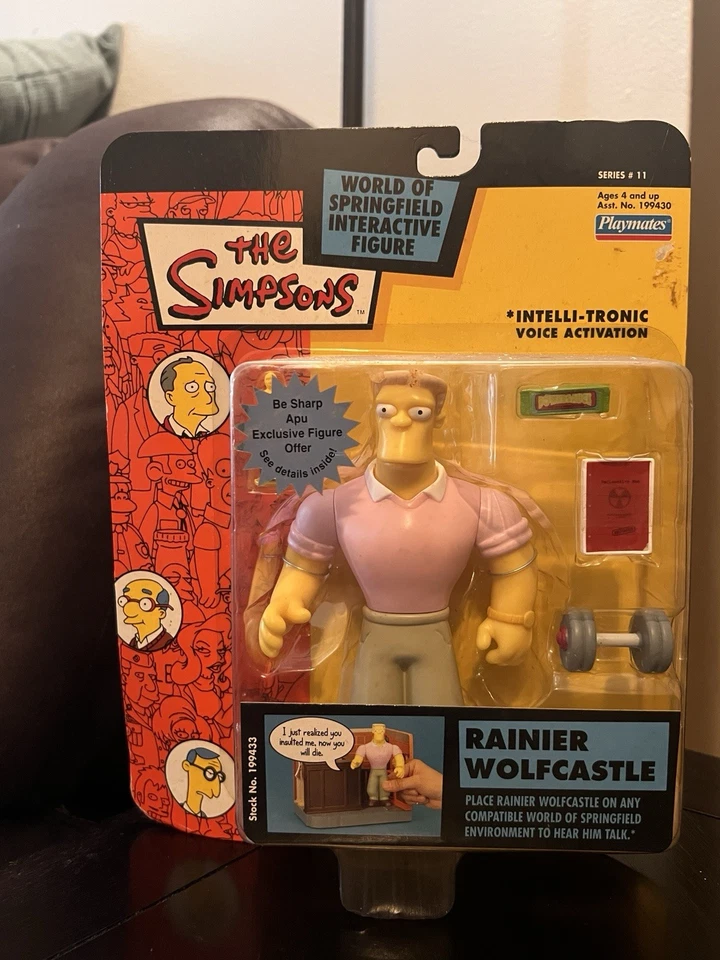 SERIES # 11
WORLD OF
SPRINGFIELD
INTERACTIVE
FIGURE
Ages 4 and up
Asst. No. 199430
Playmates®
THE
SIMPSONS™
*INTELLI-TRONIC
VOICE ACTIVATION
Be Sharp
Apu
Exclusive Figure
Offer
See details inside!
Stock No. 199433
I just realized you
insulted me, now you
will die.
RAINIER
WOLFCASTLE
PLACE RAINIER WOLFCASTLE ON ANY
COMPATIBLE WORLD OF SPRINGFIELD
ENVIRONMENT TO HEAR HIM TALK.*